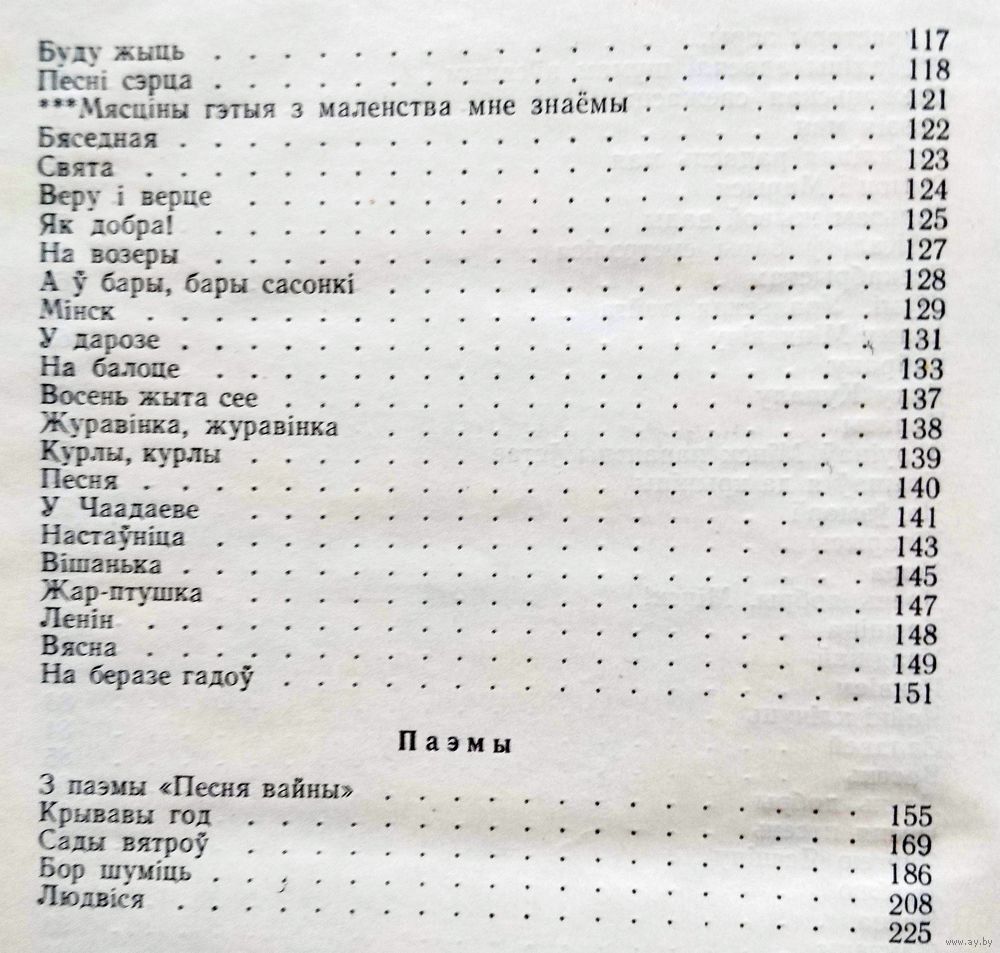 Буду жыць . . . . . . . . . . . . . . . . . . . 117
Песні сэрца . . . . . . . . . . . . . . . . . . 118
***Мясціны гэтыя з маленства мне знаёмы . . . . . . . 121
Бяседная . . . . . . . . . . . . . . . . . . . . 122
Свята . . . . . . . . . . . . . . . . . . . . . 123
Веру і верце . . . . . . . . . . . . . . . . . . 124
Як добра! . . . . . . . . . . . . . . . . . . . 125
На возеры . . . . . . . . . . . . . . . . . . . 127
А ў бары, бары сасонкі . . . . . . . . . . . . . . 128
Мінск . . . . . . . . . . . . . . . . . . . . . 129
У дарозе . . . . . . . . . . . . . . . . . . . . 131
На балоце . . . . . . . . . . . . . . . . . . . 133
Восень жыта сее . . . . . . . . . . . . . . . . . 137
Журавінка, журавінка . . . . . . . . . . . . . . 138
Курлы, курлы . . . . . . . . . . . . . . . . . . 139
Песня . . . . . . . . . . . . . . . . . . . . . 140
У Чаадаеве . . . . . . . . . . . . . . . . . . 141
Настаўніца . . . . . . . . . . . . . . . . . . . 143
Вішанька . . . . . . . . . . . . . . . . . . . . 145
Жар-птушка . . . . . . . . . . . . . . . . . . 147
Ленін . . . . . . . . . . . . . . . . . . . . . 148
Вясна . . . . . . . . . . . . . . . . . . . . . 149
На беразе гадоў . . . . . . . . . . . . . . . . . 151
Паэмы
З паэмы «Песня вайны» . . . . . . . . . . . . . . 155
Крывавы год . . . . . . . . . . . . . . . . . . 169
Сады вятроў . . . . . . . . . . . . . . . . . . 186
Бор шуміць . . . . . . . . . . . . . . . . . . . 208
Людвіся . . . . . . . . . . . . . . . . . . . . 225
www.ay.by